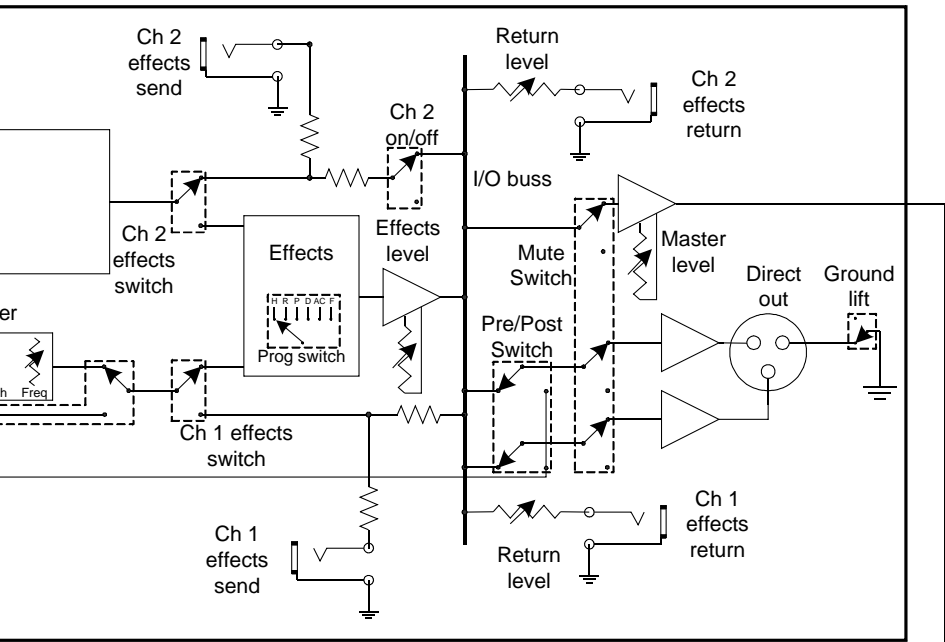 Ch 2
effects
send
Return
level
Ch 2
effects
return
Ch 2
on/off
I/O buss
Ch 2
effects
switch
Effects
Effects
level
Mute
Switch
Master
level
Direct
out
Ground
lift
H R P D AC F
Prog switch
Pre/Post
Switch
er
h Freq
Ch 1 effects
switch
Ch 1
effects
send
Return
level
Ch 1
effects
return